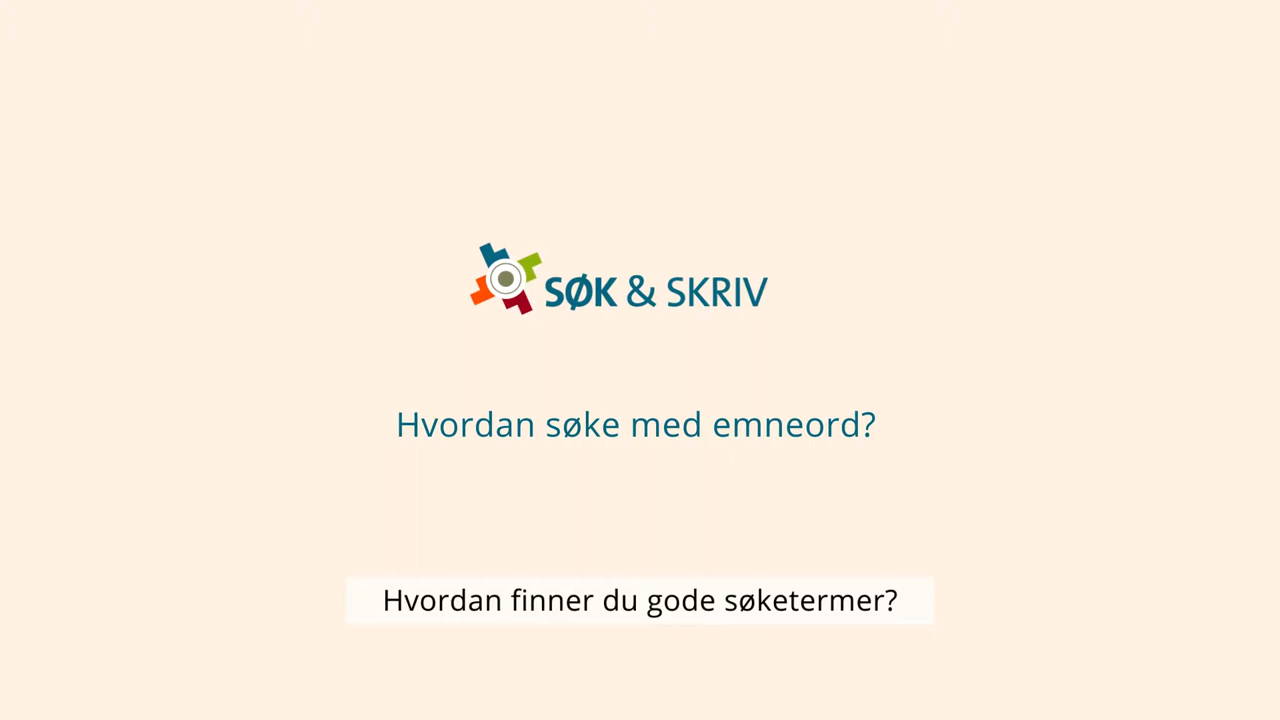 SØK & SKRIV
Hvordan søke med emneord?
Hvordan finner du gode søketermer?